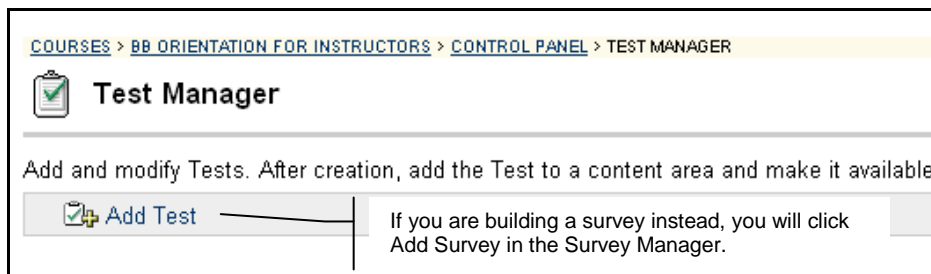 COURSES > BB ORIENTATION FOR INSTRUCTORS > CONTROL PANEL > TEST MANAGER
Test Manager
Add and modify Tests. After creation, add the Test to a content area and make it available
Add Test
If you are building a survey instead, you will click
Add Survey in the Survey Manager.